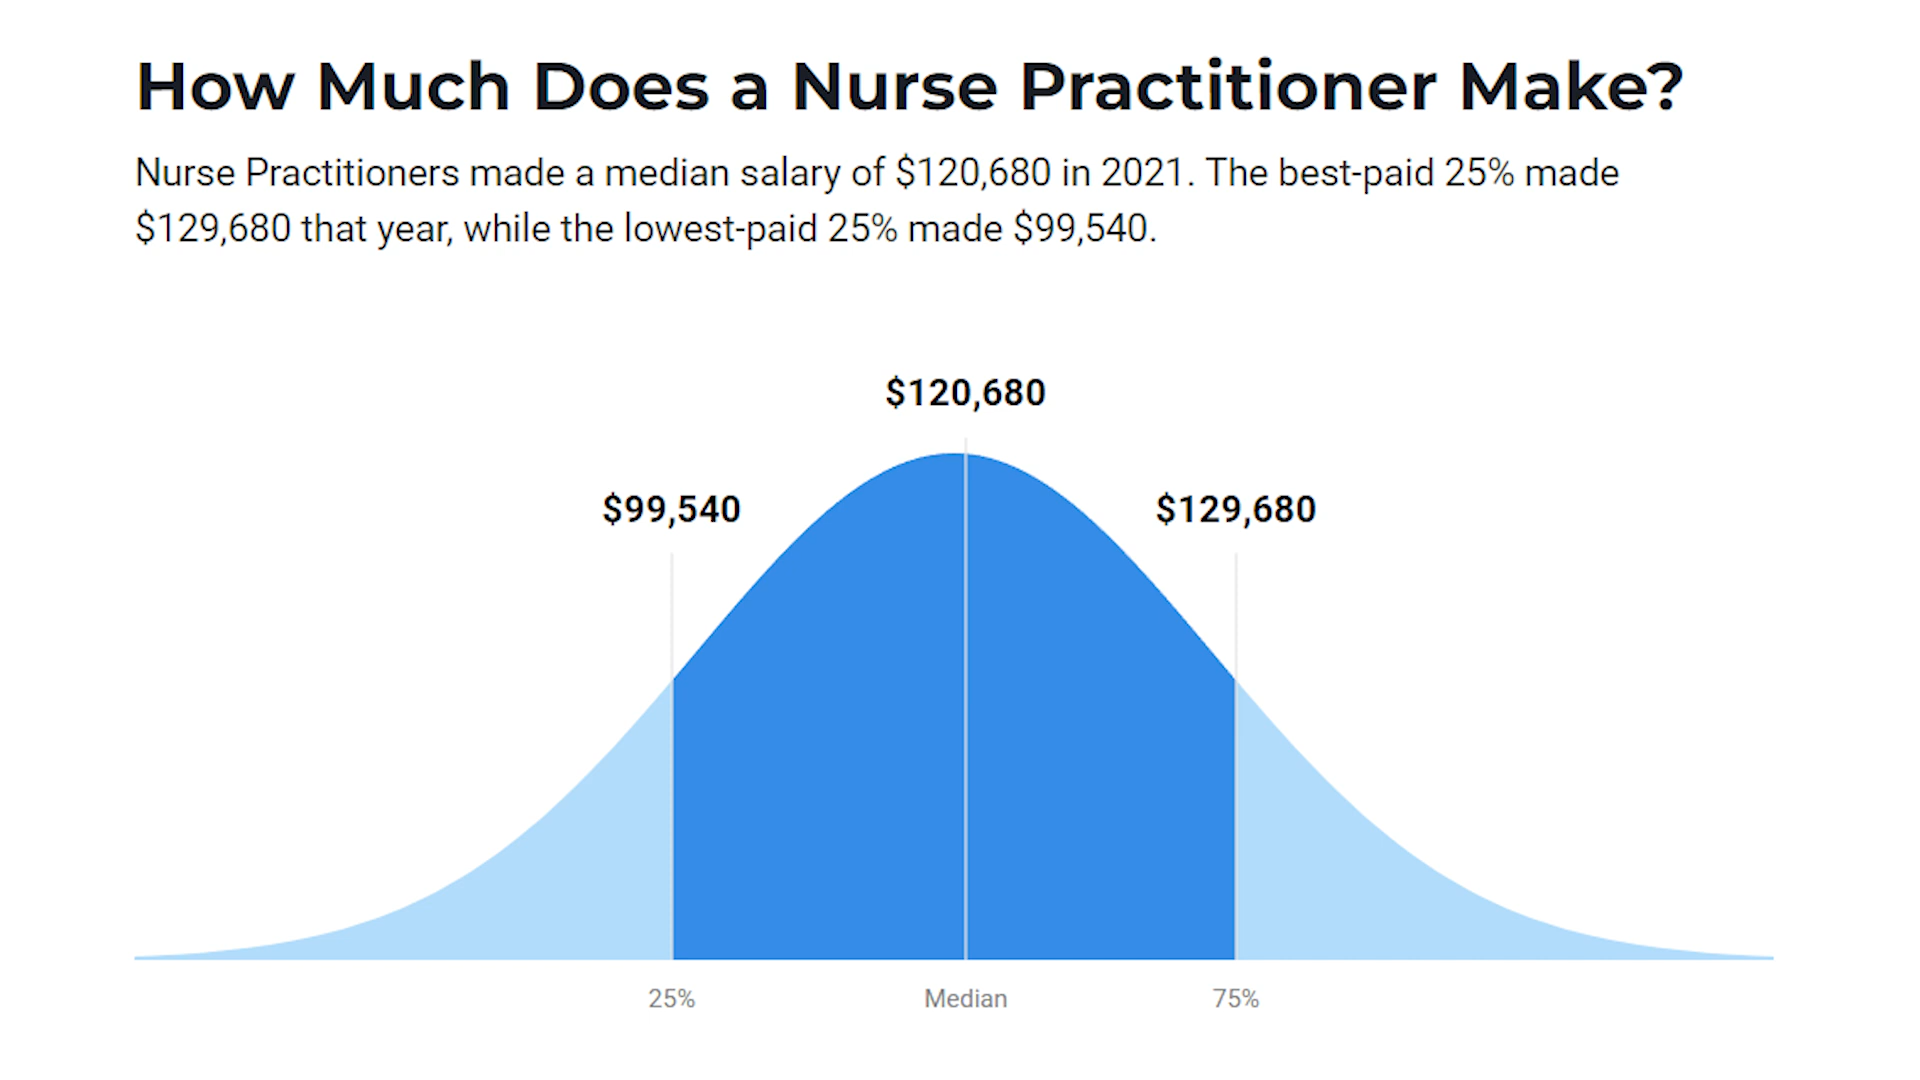 How Much Does a Nurse Practitioner Make?
Nurse Practitioners made a median salary of $120,680 in 2021. The best-paid 25% made
$129,680 that year, while the lowest-paid 25% made $99,540.
$120,680
$99,540
$129,680
25%
Median
75%